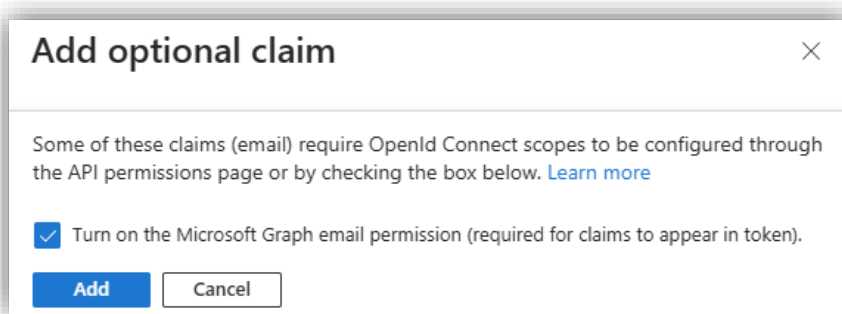 Add optional claim
Some of these claims (email) require OpenId Connect scopes to be configured through
the API permissions page or by checking the box below. Learn more
Turn on the Microsoft Graph email permission (required for claims to appear in token).
Add
Cancel